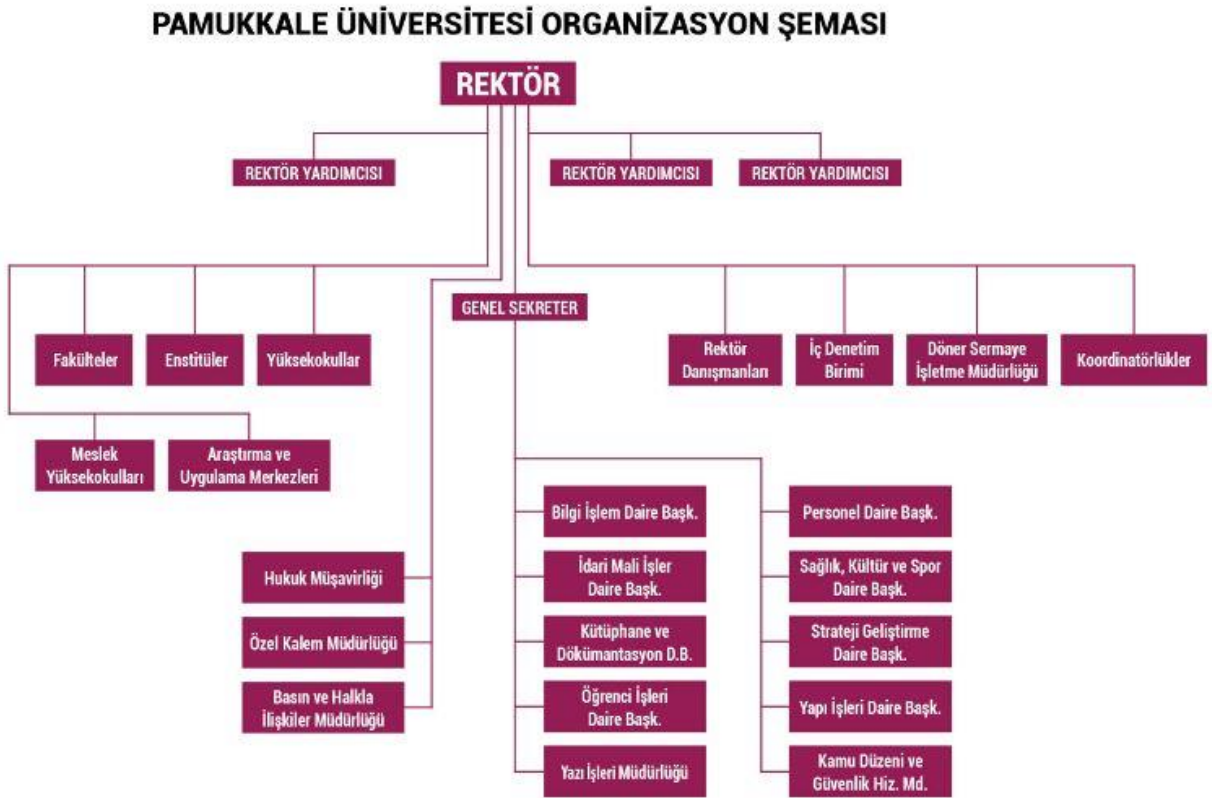 PAMUKKALE ÜNİVERSİTESİ ORGANİZASYON ŞEMASI
REKTÖR
REKTÖR YARDIMCISI
REKTÖR YARDIMCISI
REKTÖR YARDIMCISI
GENEL SEKRETER
Fakülteler
Enstitüler
Yüksekokullar
Rektör
Danışmanları
İç Denetim
Birimi
Döner Sermaye
İşletme Müdürlüğü
Koordinatörlükler
Meslek
Yüksekokulları
Araştırma ve
Uygulama Merkezleri
Hukuk Müşavirliği
Özel Kalem Müdürlüğü
Basın ve Halkla
İlişkiler Müdürlüğü
Bilgi İşlem Daire Başk.
İdari Mali İşler
Daire Başk.
Kütüphane ve
Dökümantasyon D.B.
Öğrenci İşleri
Daire Başk.
Yazı İşleri Müdürlüğü
Personel Daire Başk.
Sağlık, Kültür ve Spor
Daire Başk.
Strateji Geliştirme
Daire Başk.
Yapı İşleri Daire Başk.
Kamu Düzeni ve
Güvenlik Hiz. Md.